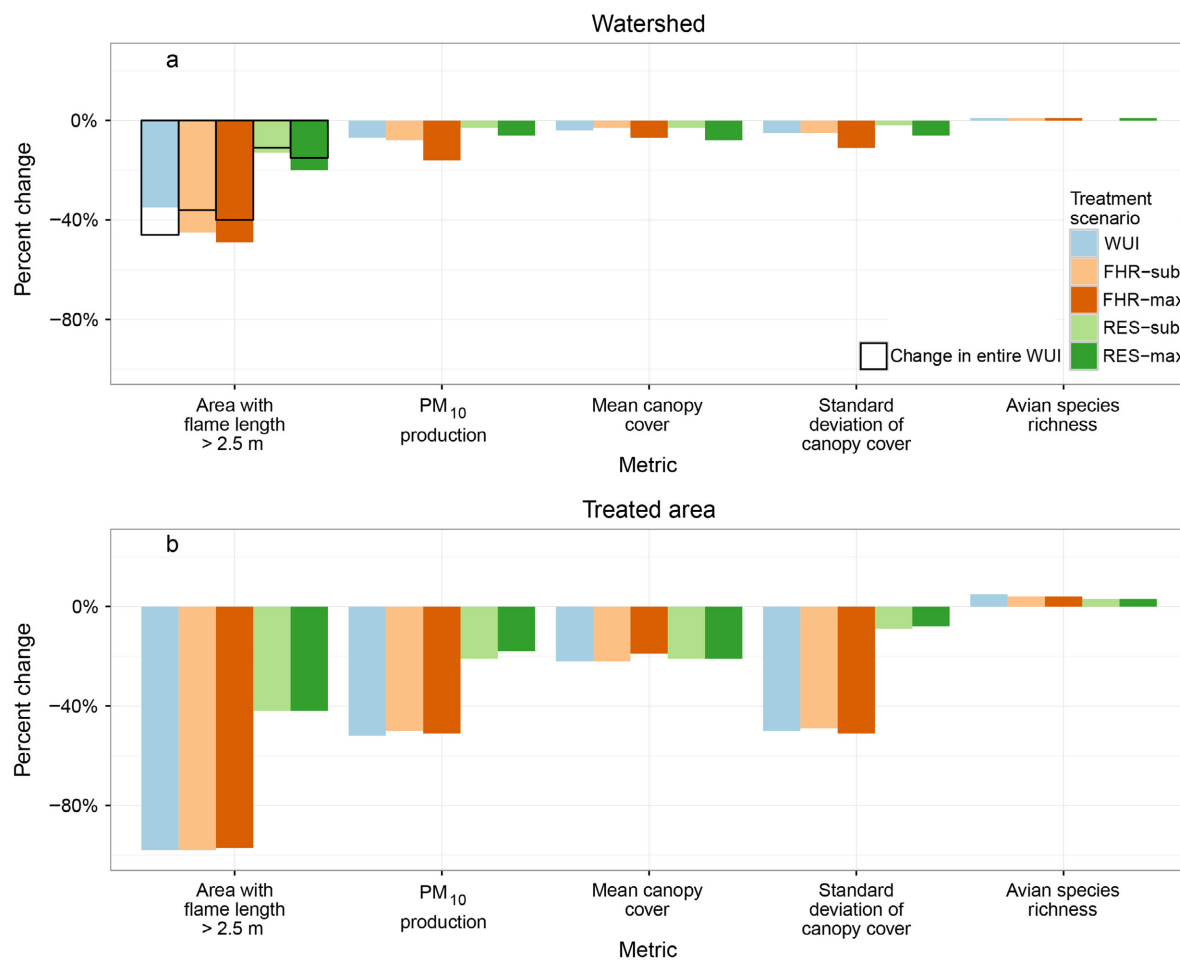 Watershed
a
Percent change
0%
−40%
−80%
Treatment
scenario
WUI
FHR−sub
FHR−max
RES−sub
RES−max
Change in entire WUI
Area with
flame length
> 2.5 m
PM10
production
Mean canopy
cover
Standard
deviation of
canopy cover
Avian species
richness
Metric
Treated area
b
Percent change
0%
−40%
−80%
Area with
flame length
> 2.5 m
PM10
production
Mean canopy
cover
Standard
deviation of
canopy cover
Avian species
richness
Metric